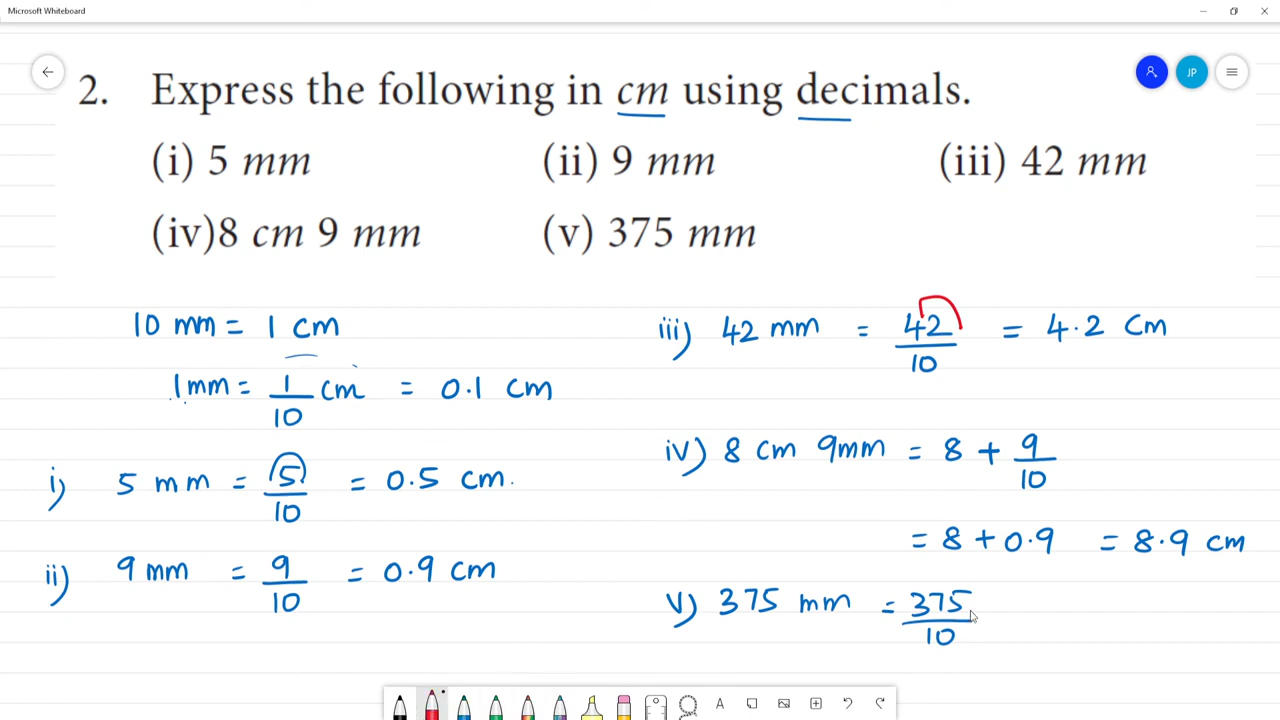 Microsoft Whiteboard
JP
2. Express the following in cm using decimals.
(i) 5 mm (ii) 9 mm (iii) 42 mm
(iv)8 cm 9 mm (v) 375 mm
10 mm = 1 cm
1mm = 1/10 cm = 0.1 cm
i) 5 mm = 5/10 = 0.5 cm.
ii) 9 mm = 9/10 = 0.9 cm
iii) 42 mm = 42/10 = 4.2 cm
iv) 8 cm 9mm = 8 + 9/10
= 8 + 0.9 = 8.9 cm
v) 375 mm = 375/10
A